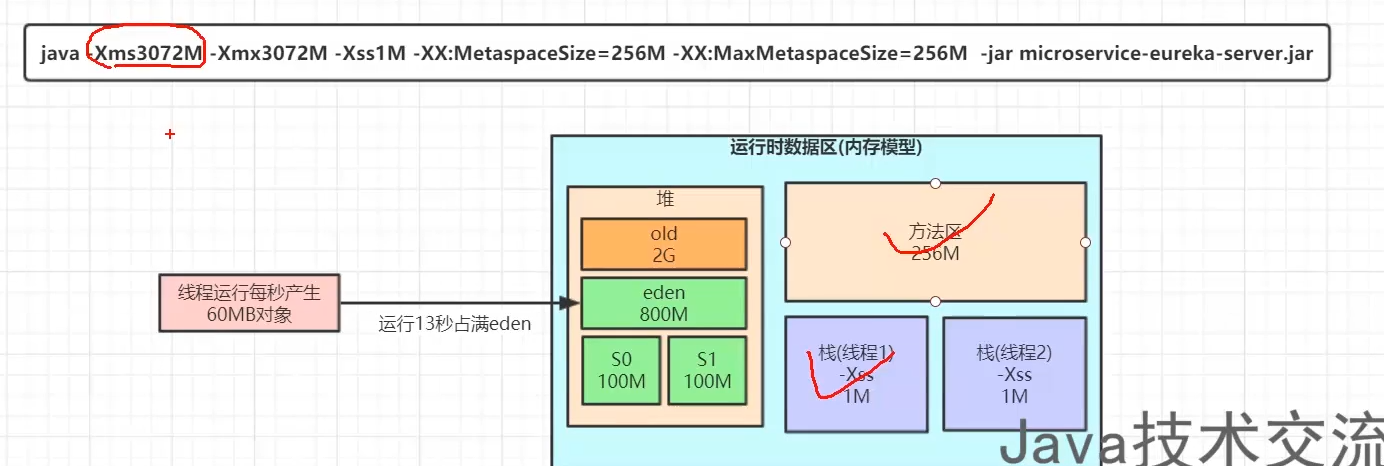 java -Xms3072M -Xmx3072M -Xss1M -XX:MetaspaceSize=256M -XX:MaxMetaspaceSize=256M -jar microservice-eureka-server.jar
运行时数据区(内存模型)
堆
old
2G
eden
800M
S0
100M
S1
100M
方法区
256M
线程运行每秒产生
60MB对象
运行13秒占满eden
栈(线程1)
-Xss
1M
栈(线程2)
-Xss
1M
Java技术交流